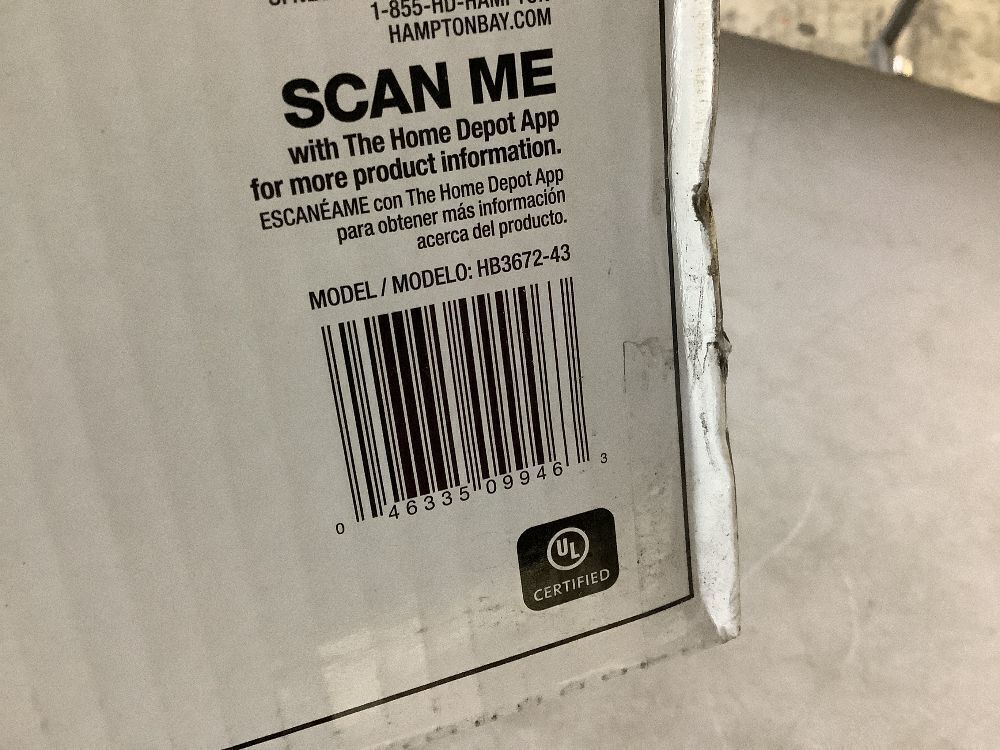 1-855-HD-HAMPTON
HAMPTONBAY.COM
SCAN ME
with The Home Depot App
for more product information.
ESCANÉAME con The Home Depot App
para obtener más información
acerca del producto.
MODEL / MODELO: HB3672-43
0 46335 09946 3
UL
CERTIFIED